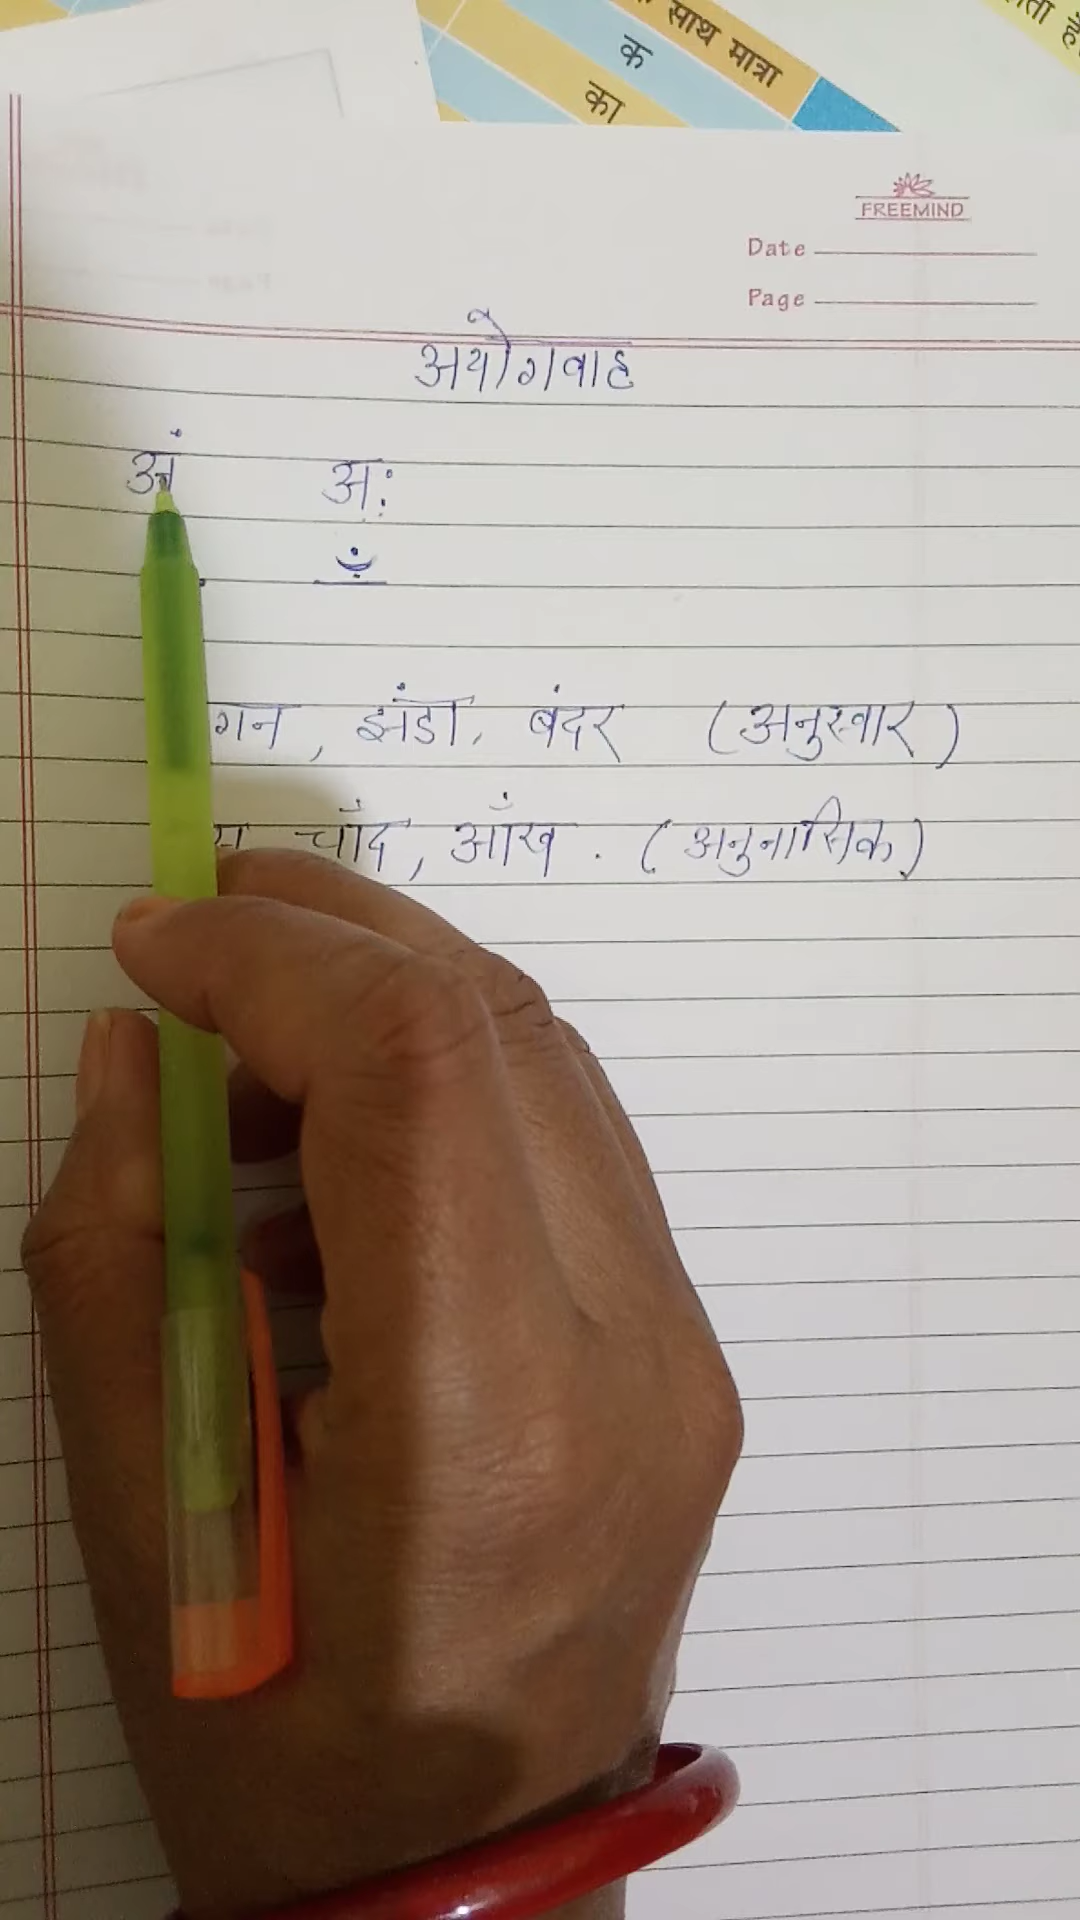 साथ मात्रा
क
का
FREEMIND
Date
Page
अयोगवाह
अं अः
ँ
गन, झंडा, बंदर (अनुस्वार)
चाँद, आँख . (अनुनासिक)